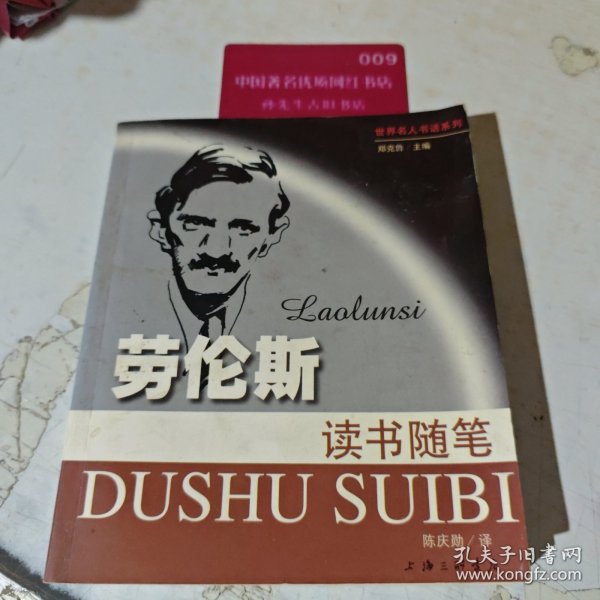 009
中国著名优质网红书店
孙先生古旧书店
世界名人书话系列
郑克鲁 / 主编
Laolunsi
劳伦斯
读书随笔
DUSHU SUIBI
陈庆勋 / 译
上海三
孔夫子旧书网
www.kongfz.com